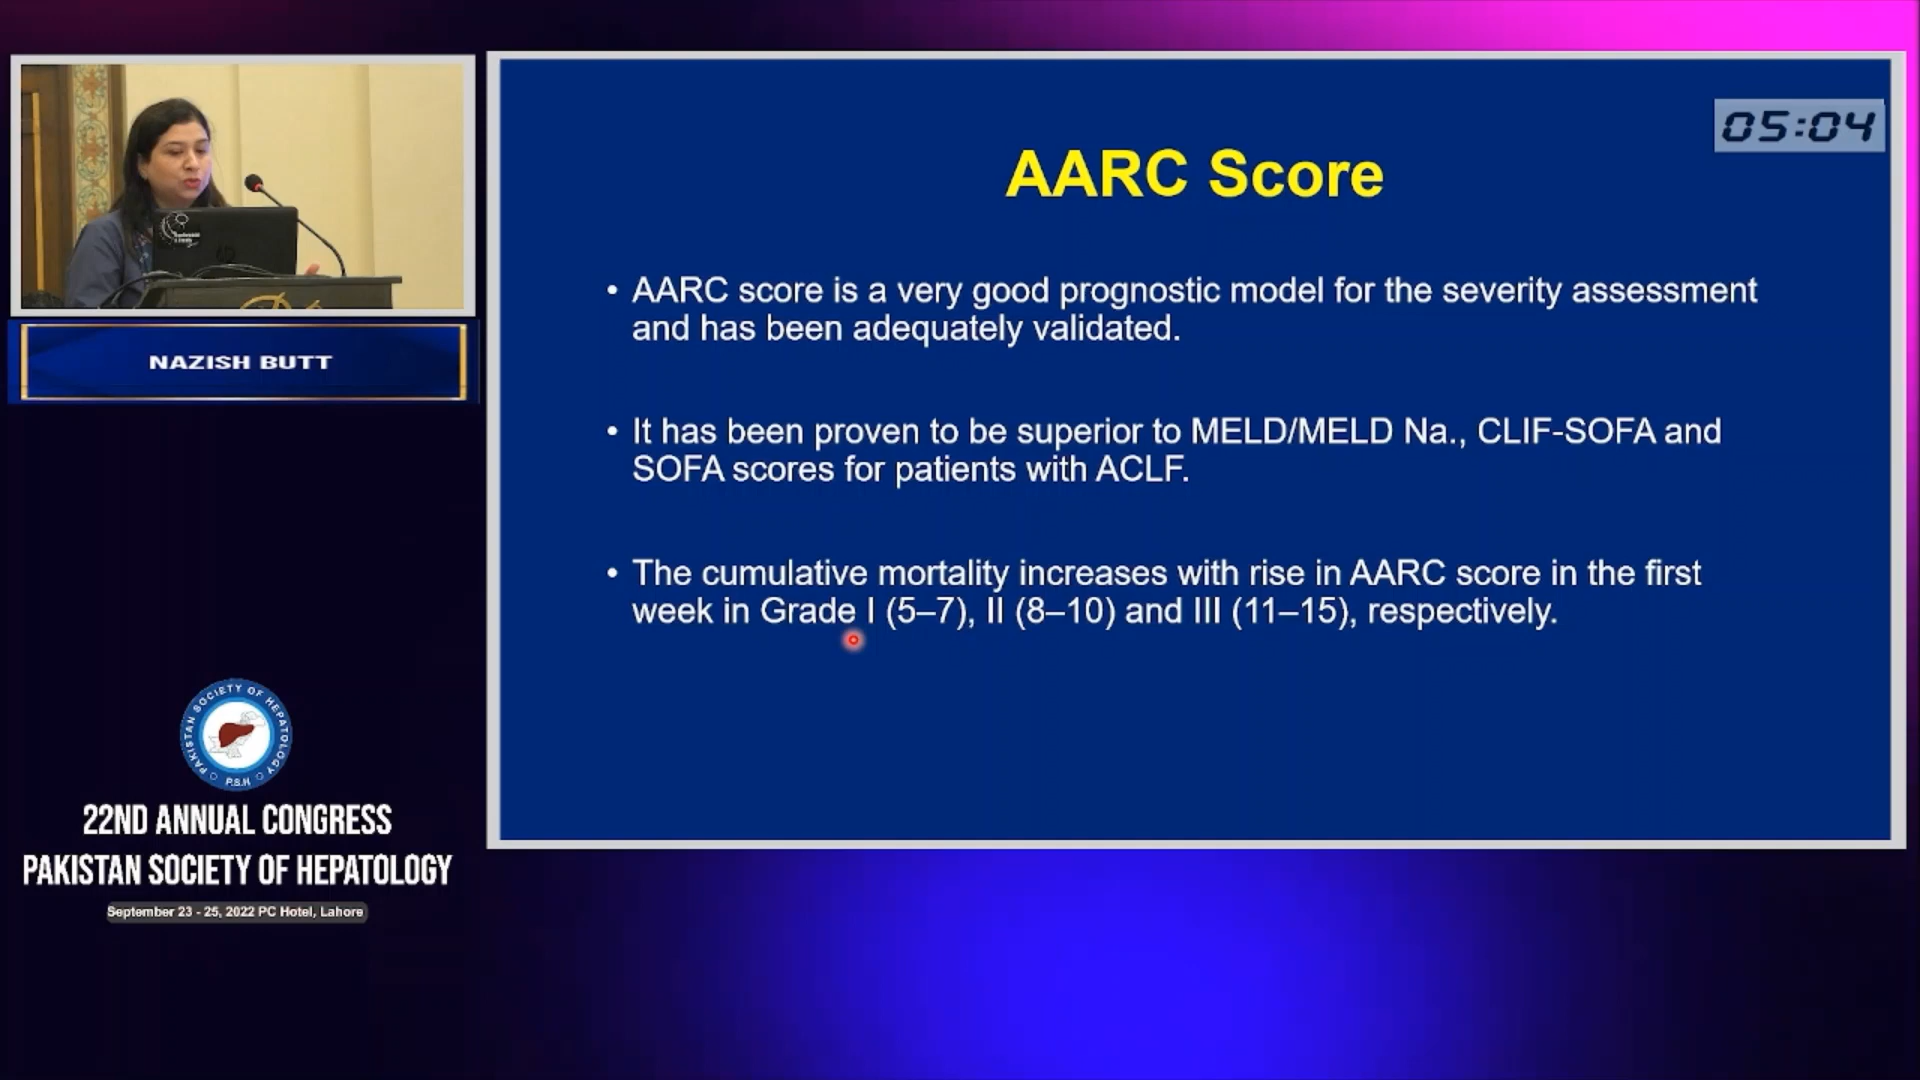 05:04
AARC Score
• AARC score is a very good prognostic model for the severity assessment
and has been adequately validated.
• It has been proven to be superior to MELD/MELD Na., CLIF-SOFA and
SOFA scores for patients with ACLF.
• The cumulative mortality increases with rise in AARC score in the first
week in Grade I (5–7), II (8–10) and III (11–15), respectively.
NAZISH BUTT
PAKISTAN SOCIETY OF HEPATOLOGY
P.S.H
22ND ANNUAL CONGRESS
PAKISTAN SOCIETY OF HEPATOLOGY
September 23 - 25, 2022 PC Hotel, Lahore